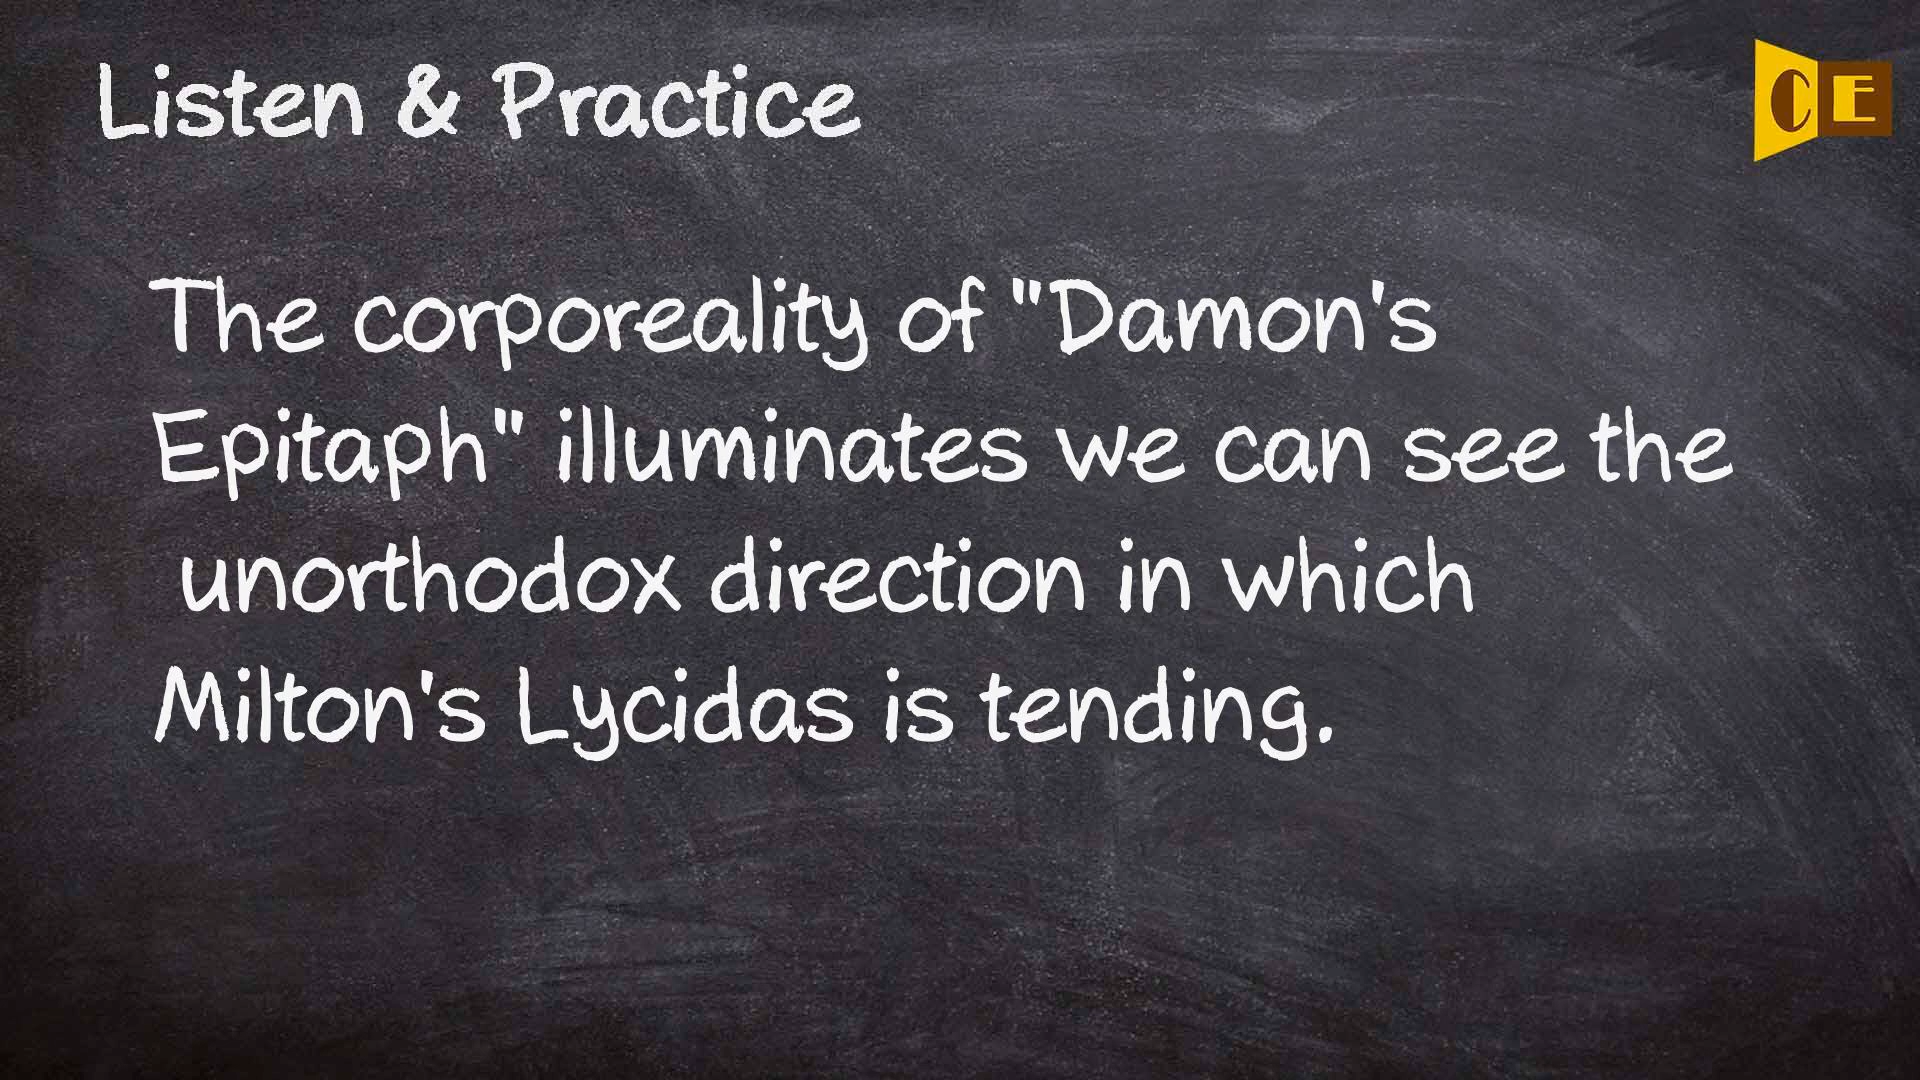 Listen & Practice
CE
The corporeality of "Damon's
Epitaph" illuminates we can see the
unorthodox direction in which
Milton's Lycidas is tending.